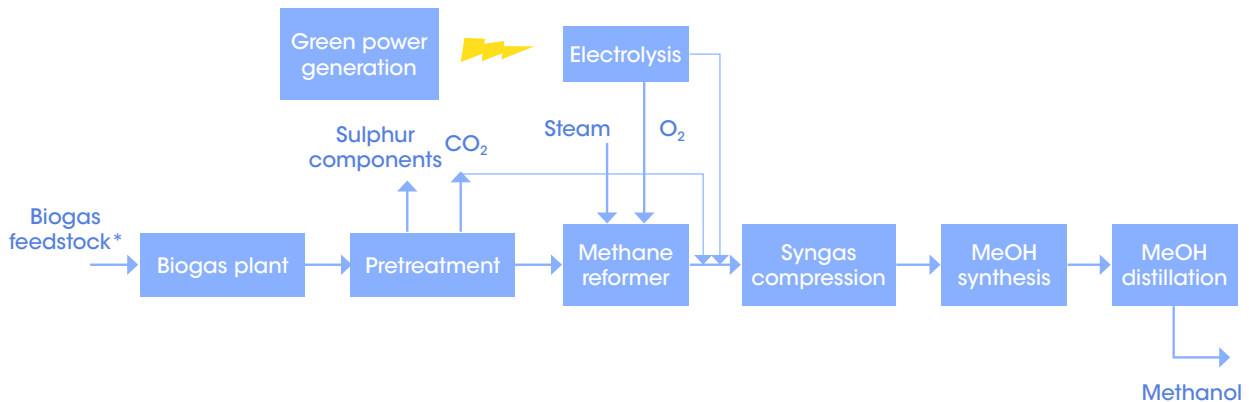 Green power
generation
Electrolysis
Sulphur
components
CO₂
Steam
O₂
Biogas
feedstock*
Biogas plant
Pretreatment
Methane
reformer
Syngas
compression
MeOH
synthesis
MeOH
distillation
Methanol